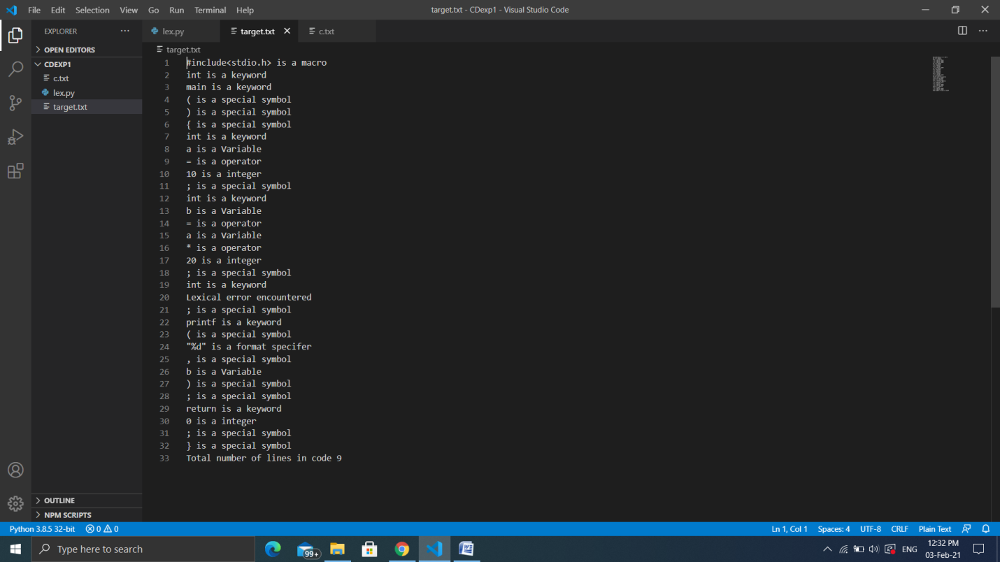 File Edit Selection View Go Run Terminal Help target.txt - CDexp1 - Visual Studio Code
EXPLORER lex.py target.txt c.txt
OPEN EDITORS target.txt
CDEXP1
c.txt
lex.py
target.txt
1 #include<stdio.h> is a macro
2 int is a keyword
3 main is a keyword
4 ( is a special symbol
5 ) is a special symbol
6 { is a special symbol
7 int is a keyword
8 a is a Variable
9 = is a operator
10 10 is a integer
11 ; is a special symbol
12 int is a keyword
13 b is a Variable
14 = is a operator
15 a is a Variable
16 * is a operator
17 20 is a integer
18 ; is a special symbol
19 int is a keyword
20 Lexical error encountered
21 ; is a special symbol
22 printf is a keyword
23 ( is a special symbol
24 "%d" is a format specifer
25 , is a special symbol
26 b is a Variable
27 ) is a special symbol
28 ; is a special symbol
29 return is a keyword
30 0 is a integer
31 ; is a special symbol
32 } is a special symbol
33 Total number of lines in code 9
OUTLINE
NPM SCRIPTS
Python 3.8.5 32-bit 0 0 Ln 1, Col 1 Spaces: 4 UTF-8 CRLF Plain Text
Type here to search 99+ ENG 12:32 PM
03-Feb-21